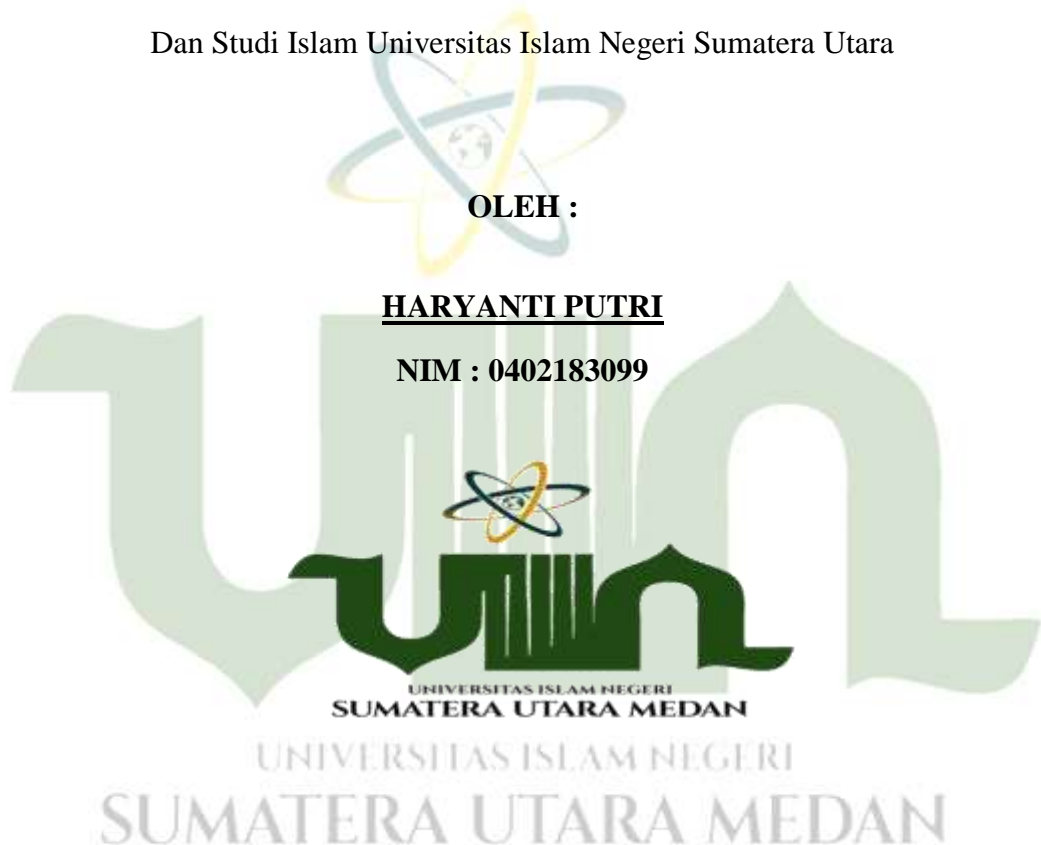 Dan Studi Islam Universitas Islam Negeri Sumatera Utara
OLEH :
HARYANTI PUTRI
NIM : 0402183099
UNIVERSITAS ISLAM NEGERI
SUMATERA UTARA MEDAN
UNIVERSITAS ISLAM NEGERI
SUMATERA UTARA MEDAN